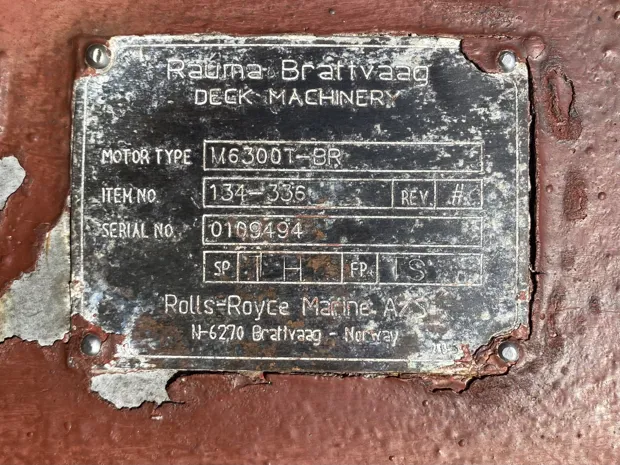 Rauma Brattvaag
DECK MACHINERY
MOTOR TYPE M6300T-BR
ITEM NO. 134-336 REV. H
SERIAL NO. 0109494
SP H FP S
Rolls-Royce Marine A/S
N-6270 Brattvaag - Norway